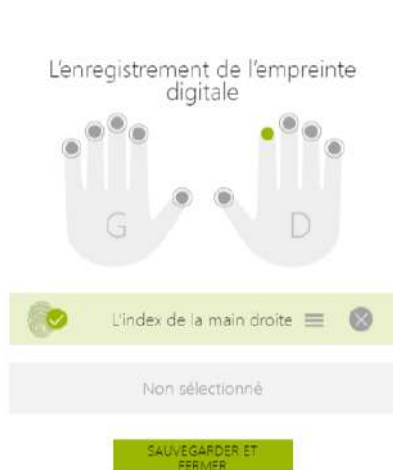 L'enregistrement de l'empreinte
digitale
G
D
L'index de la main droite
Non sélectionné
SAUVEGARDER ET
FERMER